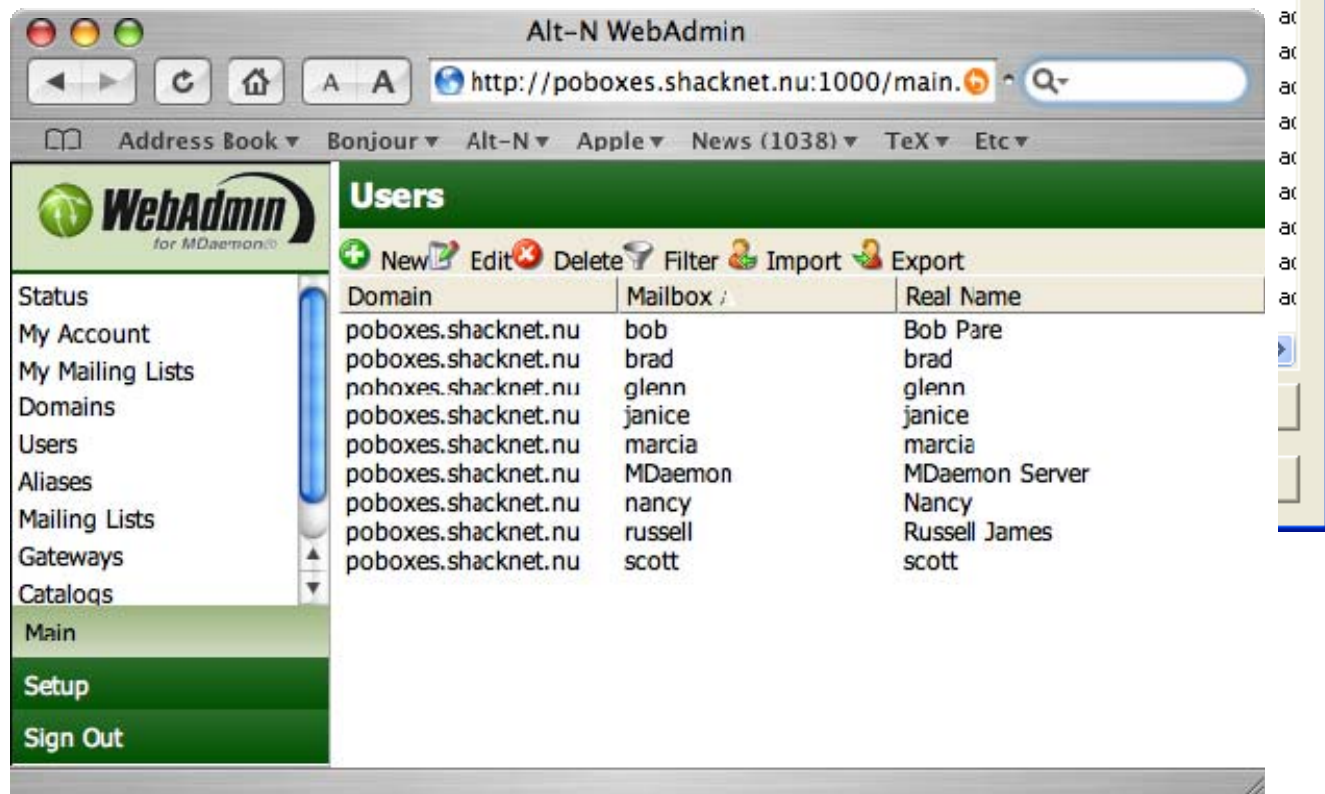 Alt-N WebAdmin
A A http://poboxes.shacknet.nu:1000/main.
Address Book Bonjour Alt-N Apple News (1038) TeX Etc
WebAdmin
for MDaemon®
Users
New Edit Delete Filter Import Export
Domain Mailbox Real Name
poboxes.shacknet.nu bob Bob Pare
poboxes.shacknet.nu brad brad
poboxes.shacknet.nu glenn glenn
poboxes.shacknet.nu janice janice
poboxes.shacknet.nu marcia marcia
poboxes.shacknet.nu MDaemon MDaemon Server
poboxes.shacknet.nu nancy Nancy
poboxes.shacknet.nu russell Russell James
poboxes.shacknet.nu scott scott
Status
My Account
My Mailing Lists
Domains
Users
Aliases
Mailing Lists
Gateways
Catalogs
Main
Setup
Sign Out